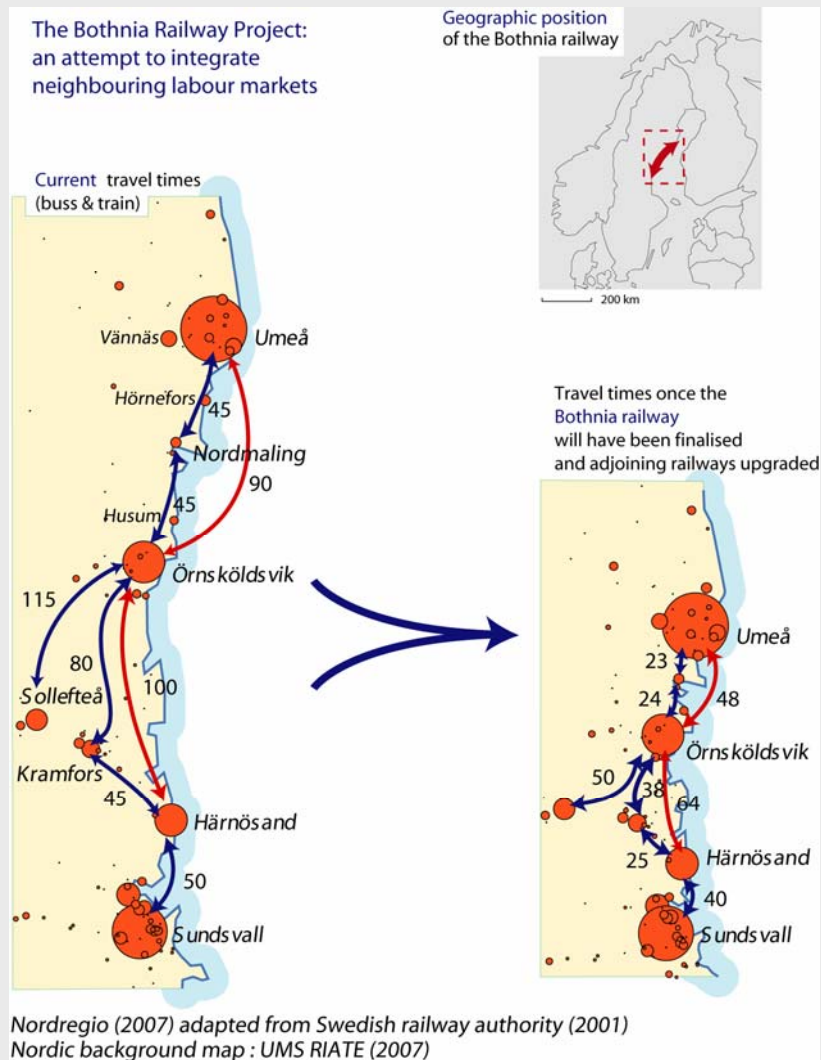 The Bothnia Railway Project:
an attempt to integrate
neighbouring labour markets
Geographic position
of the Bothnia railway
200 km
Current travel times
(buss & train)
Vännäs
Umeå
Hörnefors
45
Nordmaling
90
Husum
45
Örnsköldsvik
115
80
100
Sollefteå
Kramfors
45
Härnösand
50
Sundsvall
Travel times once the
Bothnia railway
will have been finalised
and adjoining railways upgraded
Umeå
23
24
48
Örnsköldsvik
50
38
64
25
Härnösand
40
Sundsvall
Nordregio (2007) adapted from Swedish railway authority (2001)
Nordic background map : UMS RIATE (2007)